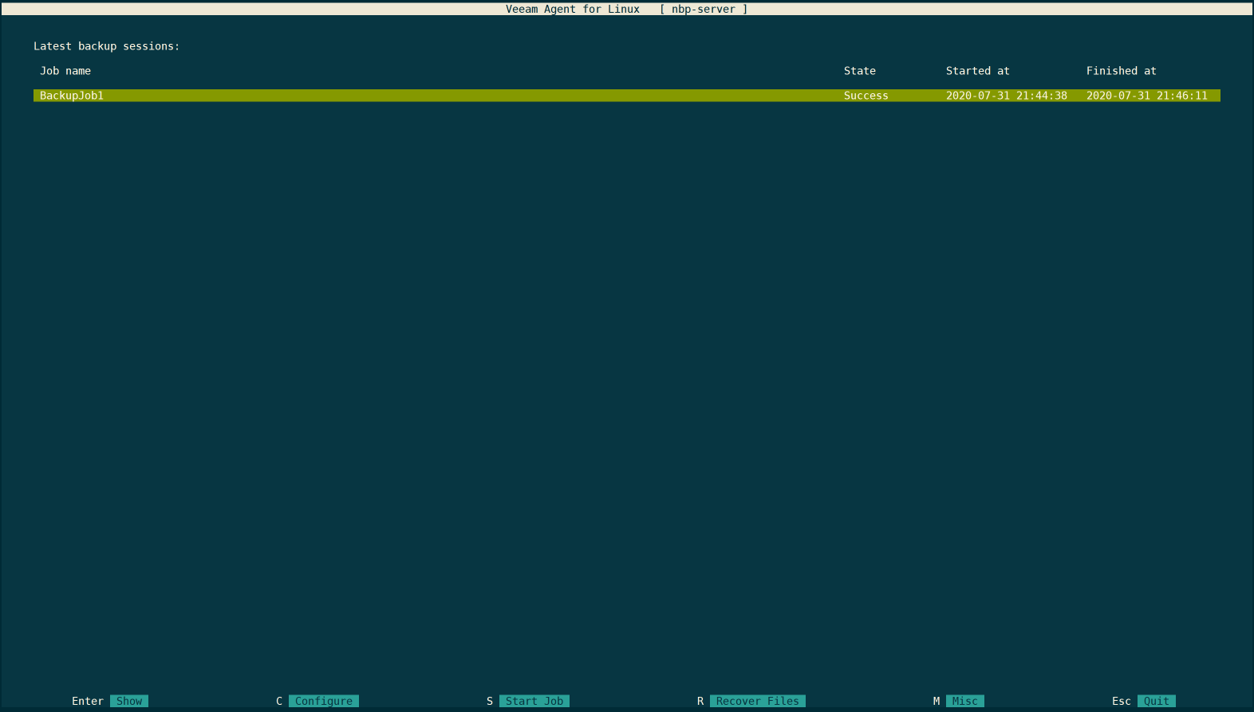 Veeam Agent for Linux   [ nbp-server ]
Latest backup sessions:
Job name State Started at Finished at
BackupJob1 Success 2020-07-31 21:44:38 2020-07-31 21:46:11
Enter Show C Configure S Start Job R Recover Files M Misc Esc Quit